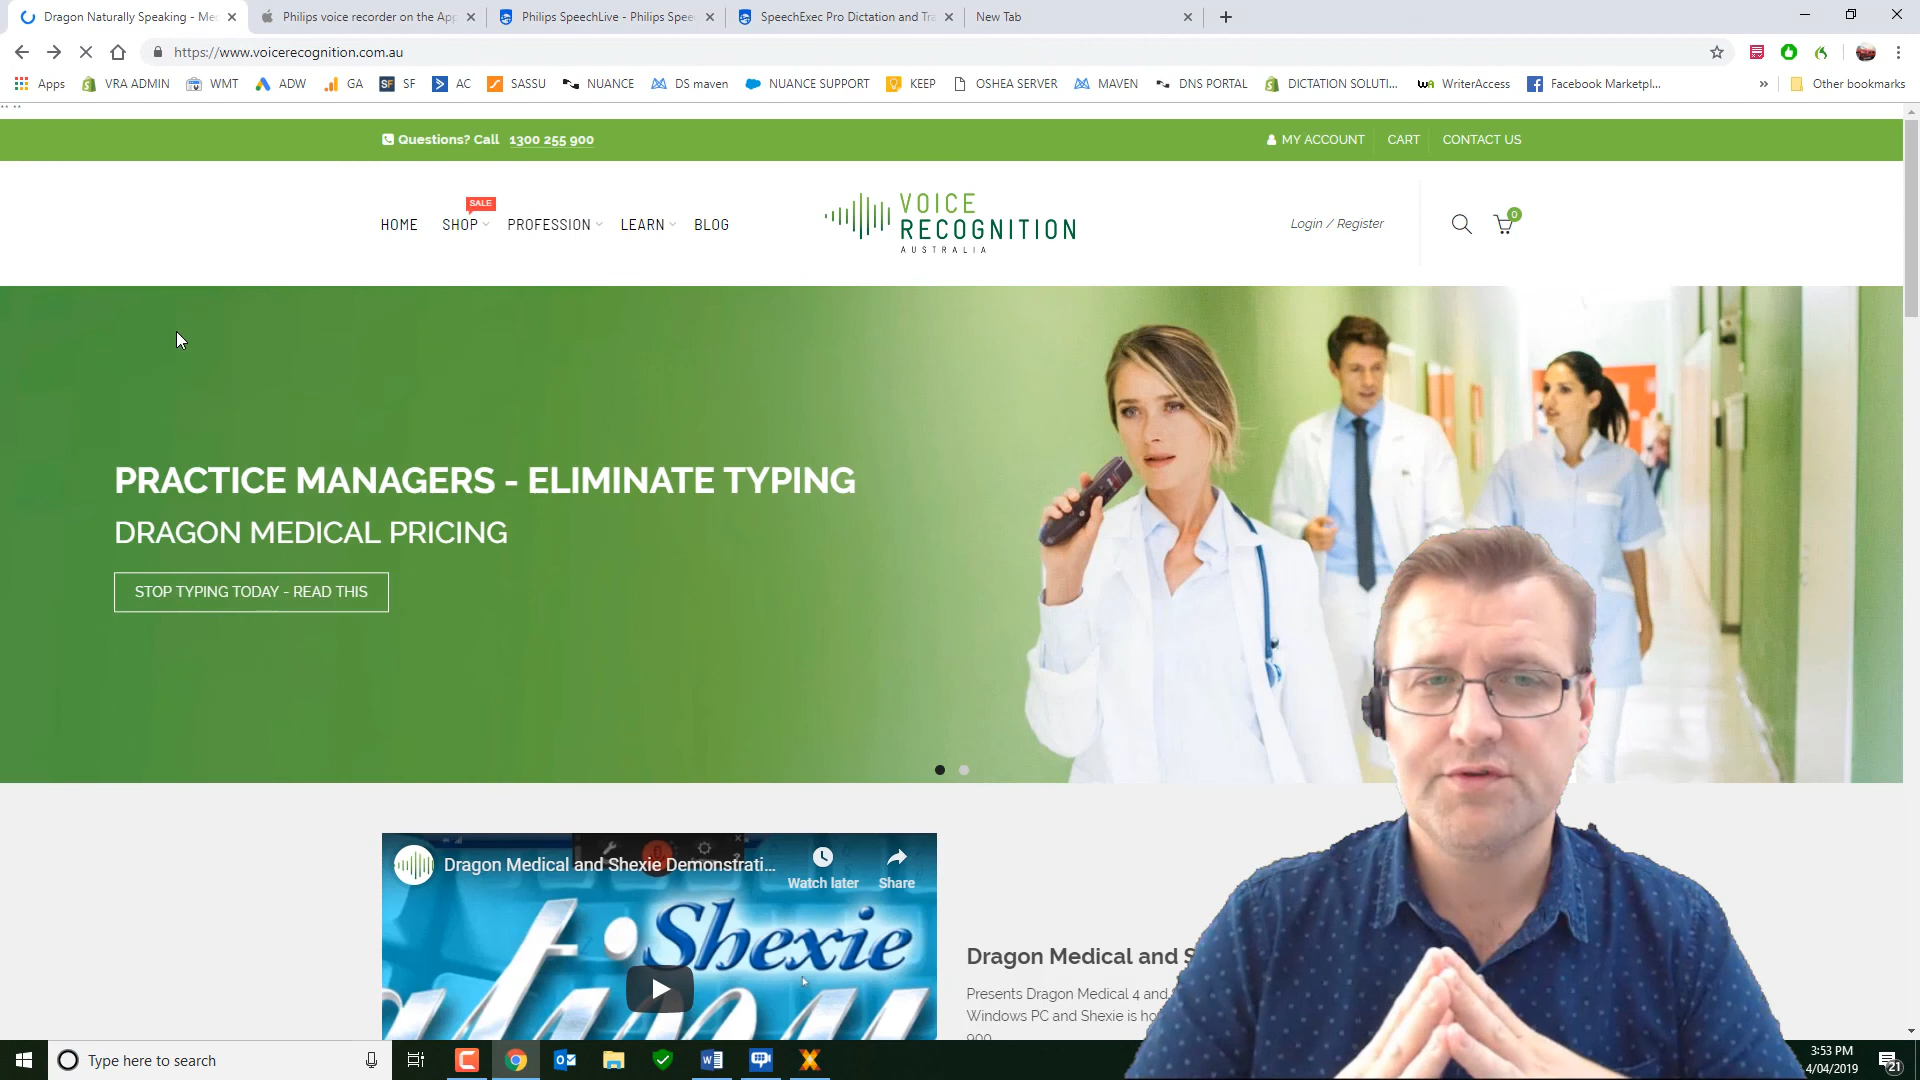 Dragon Naturally Speaking - Med
Philips voice recorder on the App
Philips SpeechLive - Philips Speec
SpeechExec Pro Dictation and Tra
New Tab
https://www.voicerecognition.com.au
Apps
VRA ADMIN
WMT
ADW
GA
SF
AC
SASSU
NUANCE
DS maven
NUANCE SUPPORT
KEEP
OSHEA SERVER
MAVEN
DNS PORTAL
DICTATION SOLUTI...
WriterAccess
Facebook Marketpl...
»
Other bookmarks
Questions? Call 1300 255 900
MY ACCOUNT
CART
CONTACT US
SALE
HOME
SHOP
PROFESSION
LEARN
BLOG
VOICE
RECOGNITION
AUSTRALIA
Login / Register
0
PRACTICE MANAGERS - ELIMINATE TYPING
DRAGON MEDICAL PRICING
STOP TYPING TODAY - READ THIS
Dragon Medical and Shexie Demonstrati...
Watch later
Share
Shexie
Dragon Medical and S
Presents Dragon Medical 4 and
Windows PC and Shexie is ho
900
Type here to search
3:53 PM
4/04/2019
21